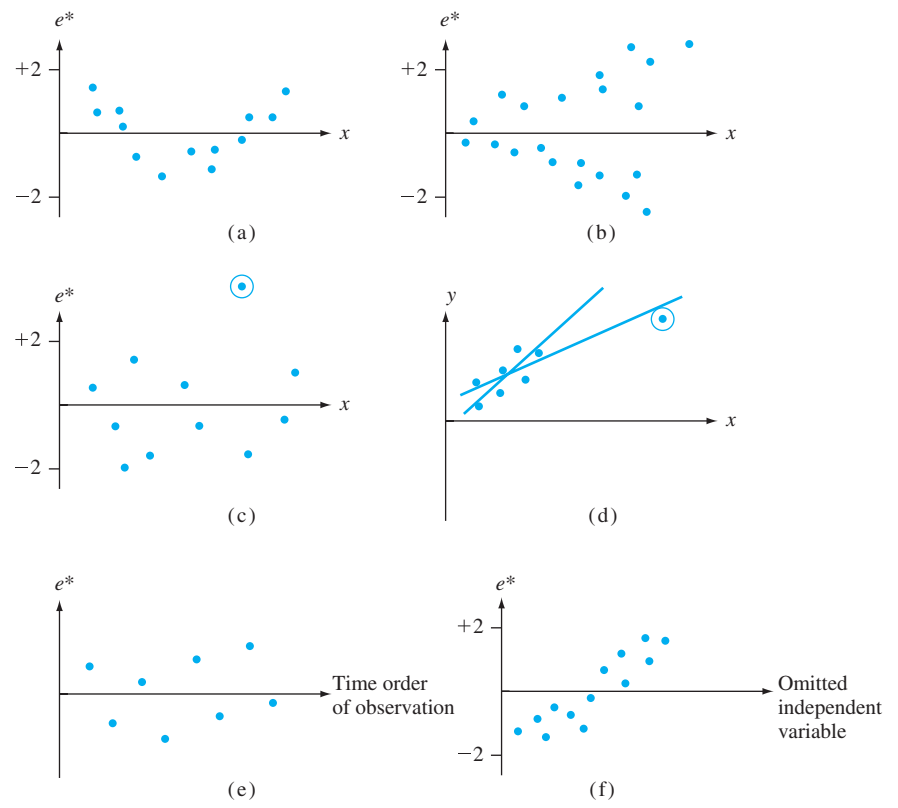 e*
+2
x
−2
(a)
e*
+2
x
−2
(b)
e*
+2
x
−2
(c)
y
x
(d)
e*
Time order
of observation
(e)
e*
+2
Omitted
independent
variable
−2
(f)